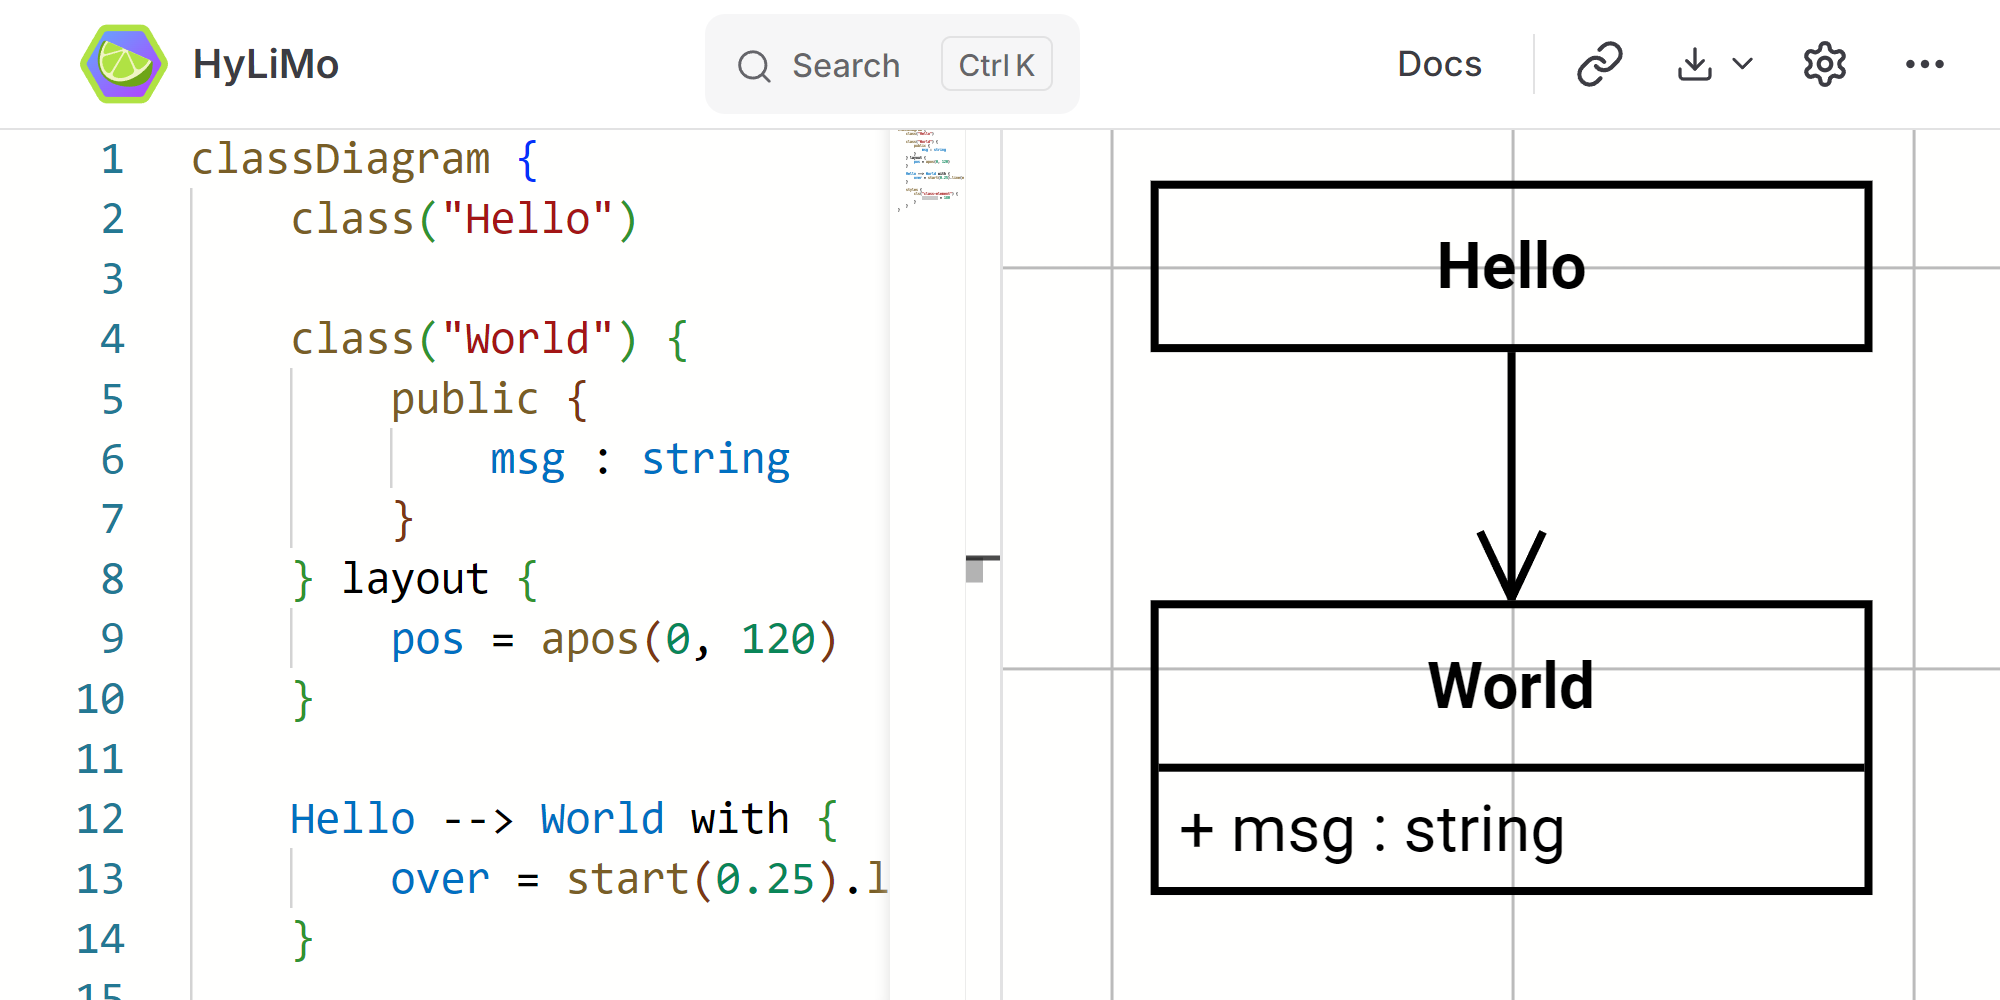 HyLiMo
Search Ctrl K
Docs
1 classDiagram {
2 class("Hello")
3
4 class("World") {
5 public {
6 msg : string
7 }
8 } layout {
9 pos = apos(0, 120)
10 }
11
12 Hello --> World with {
13 over = start(0.25).l
14 }
15
Hello
World
+ msg : string